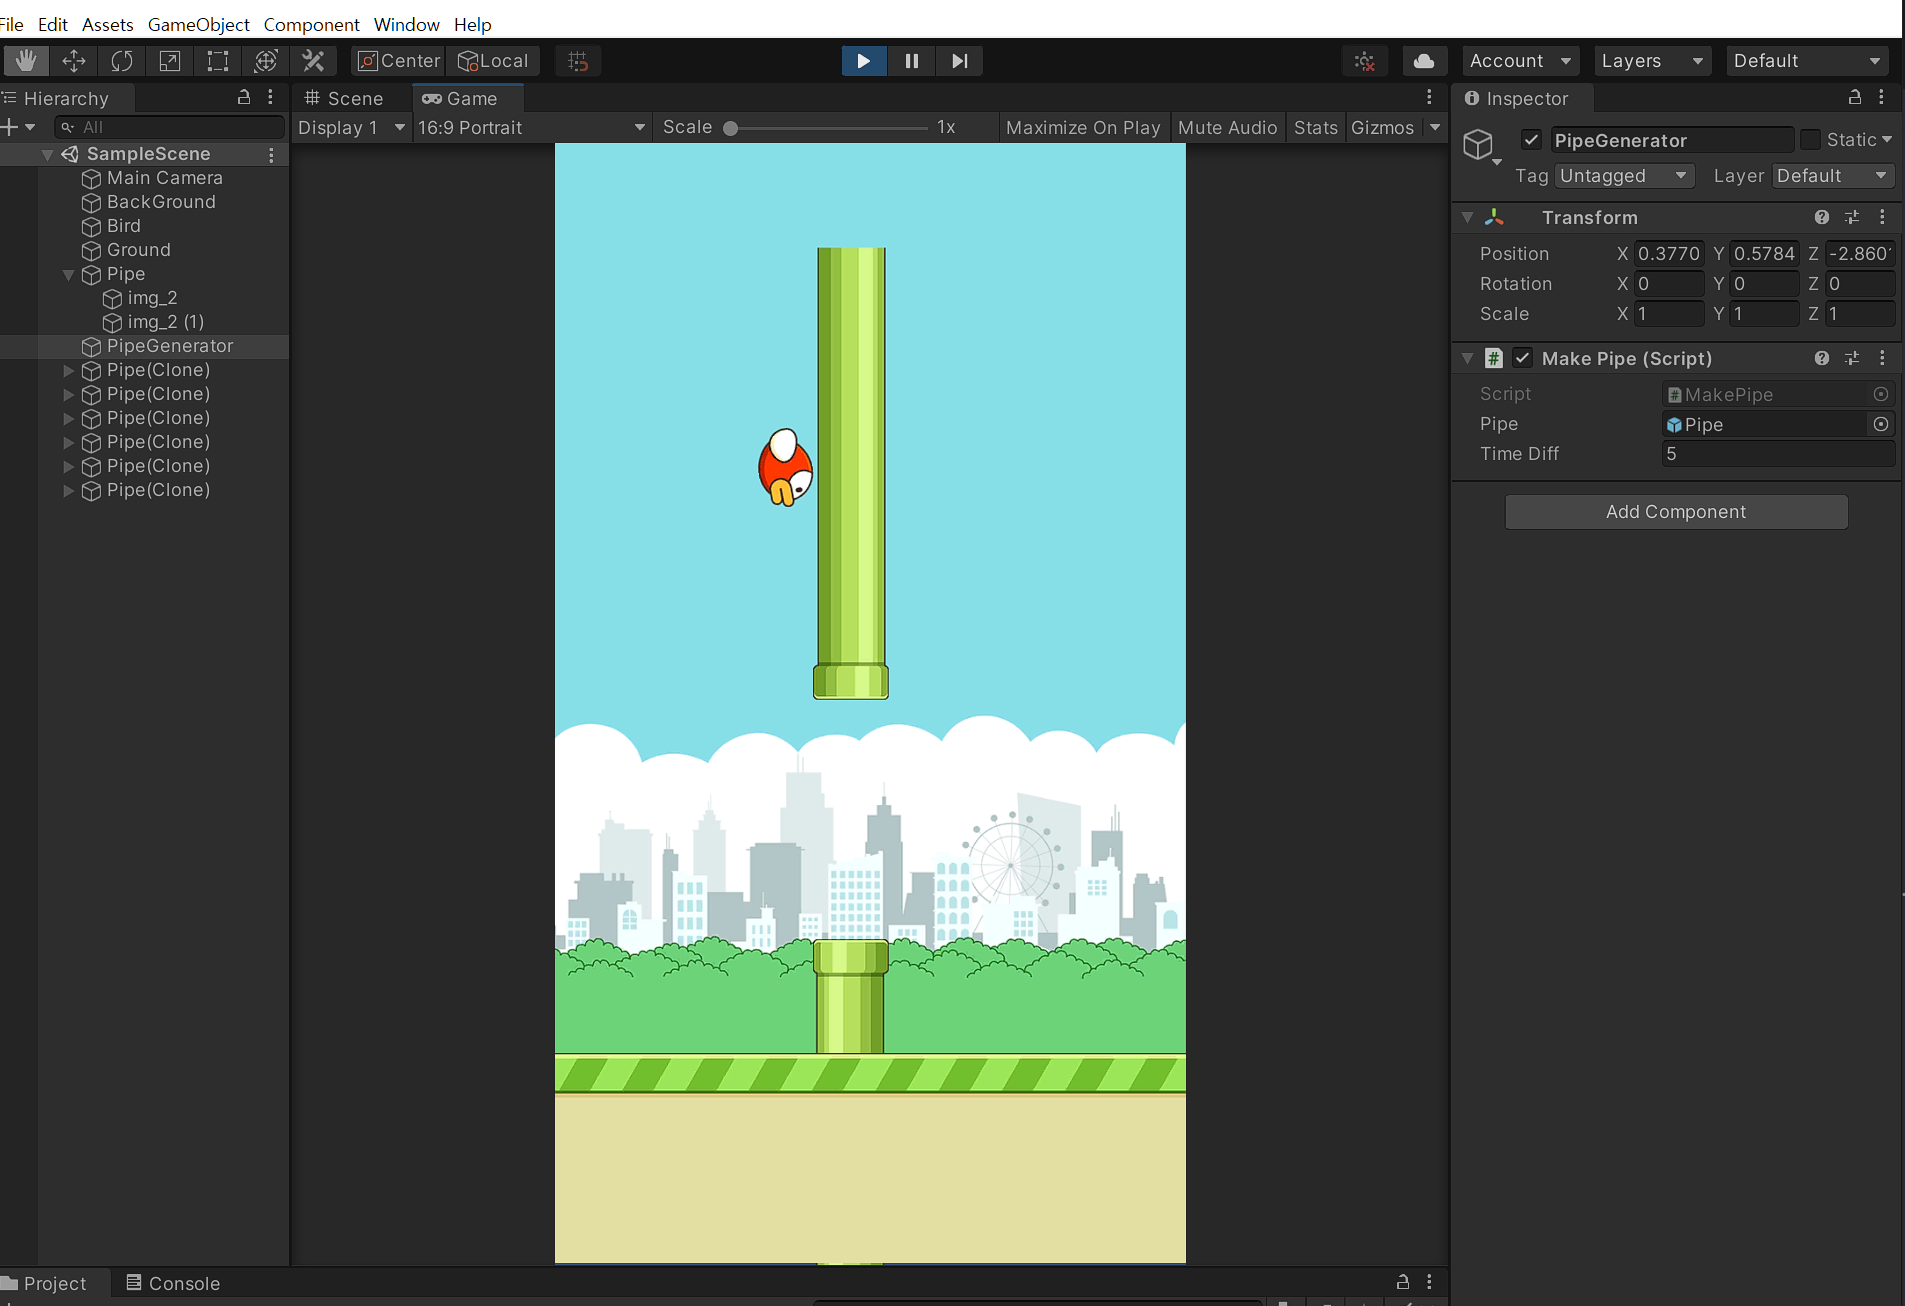 File Edit Assets GameObject Component Window Help
Center Local Account Layers Default
Hierarchy
All
SampleScene
Main Camera
BackGround
Bird
Ground
Pipe
img_2
img_2 (1)
PipeGenerator
Pipe(Clone)
Pipe(Clone)
Pipe(Clone)
Pipe(Clone)
Pipe(Clone)
Pipe(Clone)
Scene Game
Display 1 16:9 Portrait Scale 1x Maximize On Play Mute Audio Stats Gizmos
Inspector
PipeGenerator Static
Tag Untagged Layer Default
Transform
Position X 0.3770 Y 0.5784 Z -2.860
Rotation X 0 Y 0 Z 0
Scale X 1 Y 1 Z 1
# Make Pipe (Script)
Script # MakePipe
Pipe Pipe
Time Diff 5
Add Component
Project Console